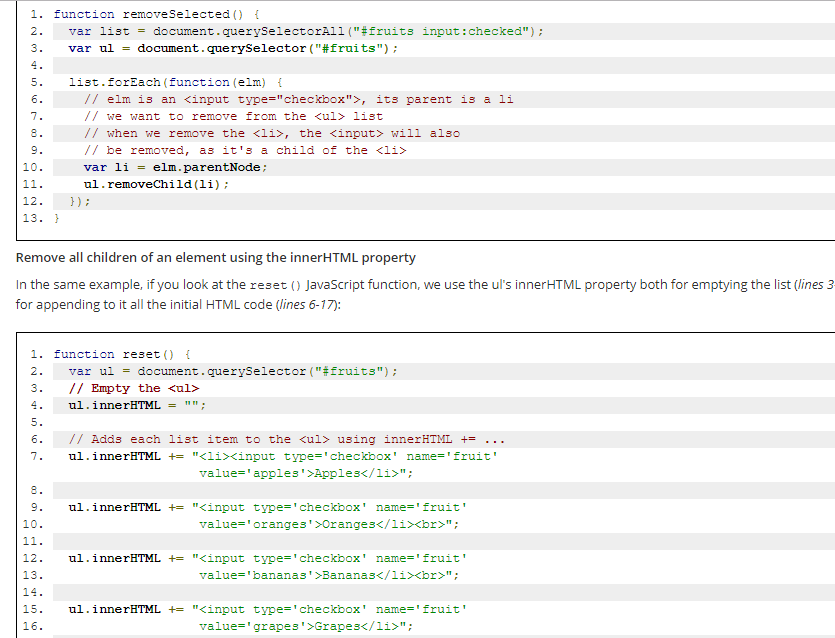 1. function removeSelected() {
2. var list = document.querySelectorAll("#fruits input:checked");
3. var ul = document.querySelector("#fruits");
4.
5. list.forEach(function(elm) {
6. // elm is an <input type="checkbox">, its parent is a li
7. // we want to remove from the <ul> list
8. // when we remove the <li>, the <input> will also
9. // be removed, as it's a child of the <li>
10. var li = elm.parentNode;
11. ul.removeChild(li);
12. });
13. }
Remove all children of an element using the innerHTML property
In the same example, if you look at the reset() JavaScript function, we use the ul's innerHTML property both for emptying the list (lines 3
for appending to it all the initial HTML code (lines 6-17):
1. function reset() {
2. var ul = document.querySelector("#fruits");
3. // Empty the <ul>
4. ul.innerHTML = "";
5.
6. // Adds each list item to the <ul> using innerHTML += ...
7. ul.innerHTML += "<li><input type='checkbox' name='fruit'
value='apples'>Apples</li>";
8.
9. ul.innerHTML += "<input type='checkbox' name='fruit'
10. value='oranges'>Oranges</li><br>";
11.
12. ul.innerHTML += "<input type='checkbox' name='fruit'
13. value='bananas'>Bananas</li><br>";
14.
15. ul.innerHTML += "<input type='checkbox' name='fruit'
16. value='grapes'>Grapes</li>";